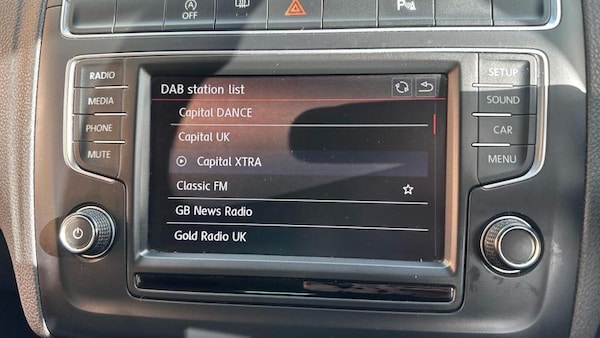 OFF
P
RADIO
MEDIA
PHONE
MUTE
DAB station list
Capital DANCE
Capital UK
Capital XTRA
Classic FM
GB News Radio
Gold Radio UK
SETUP
SOUND
CAR
MENU